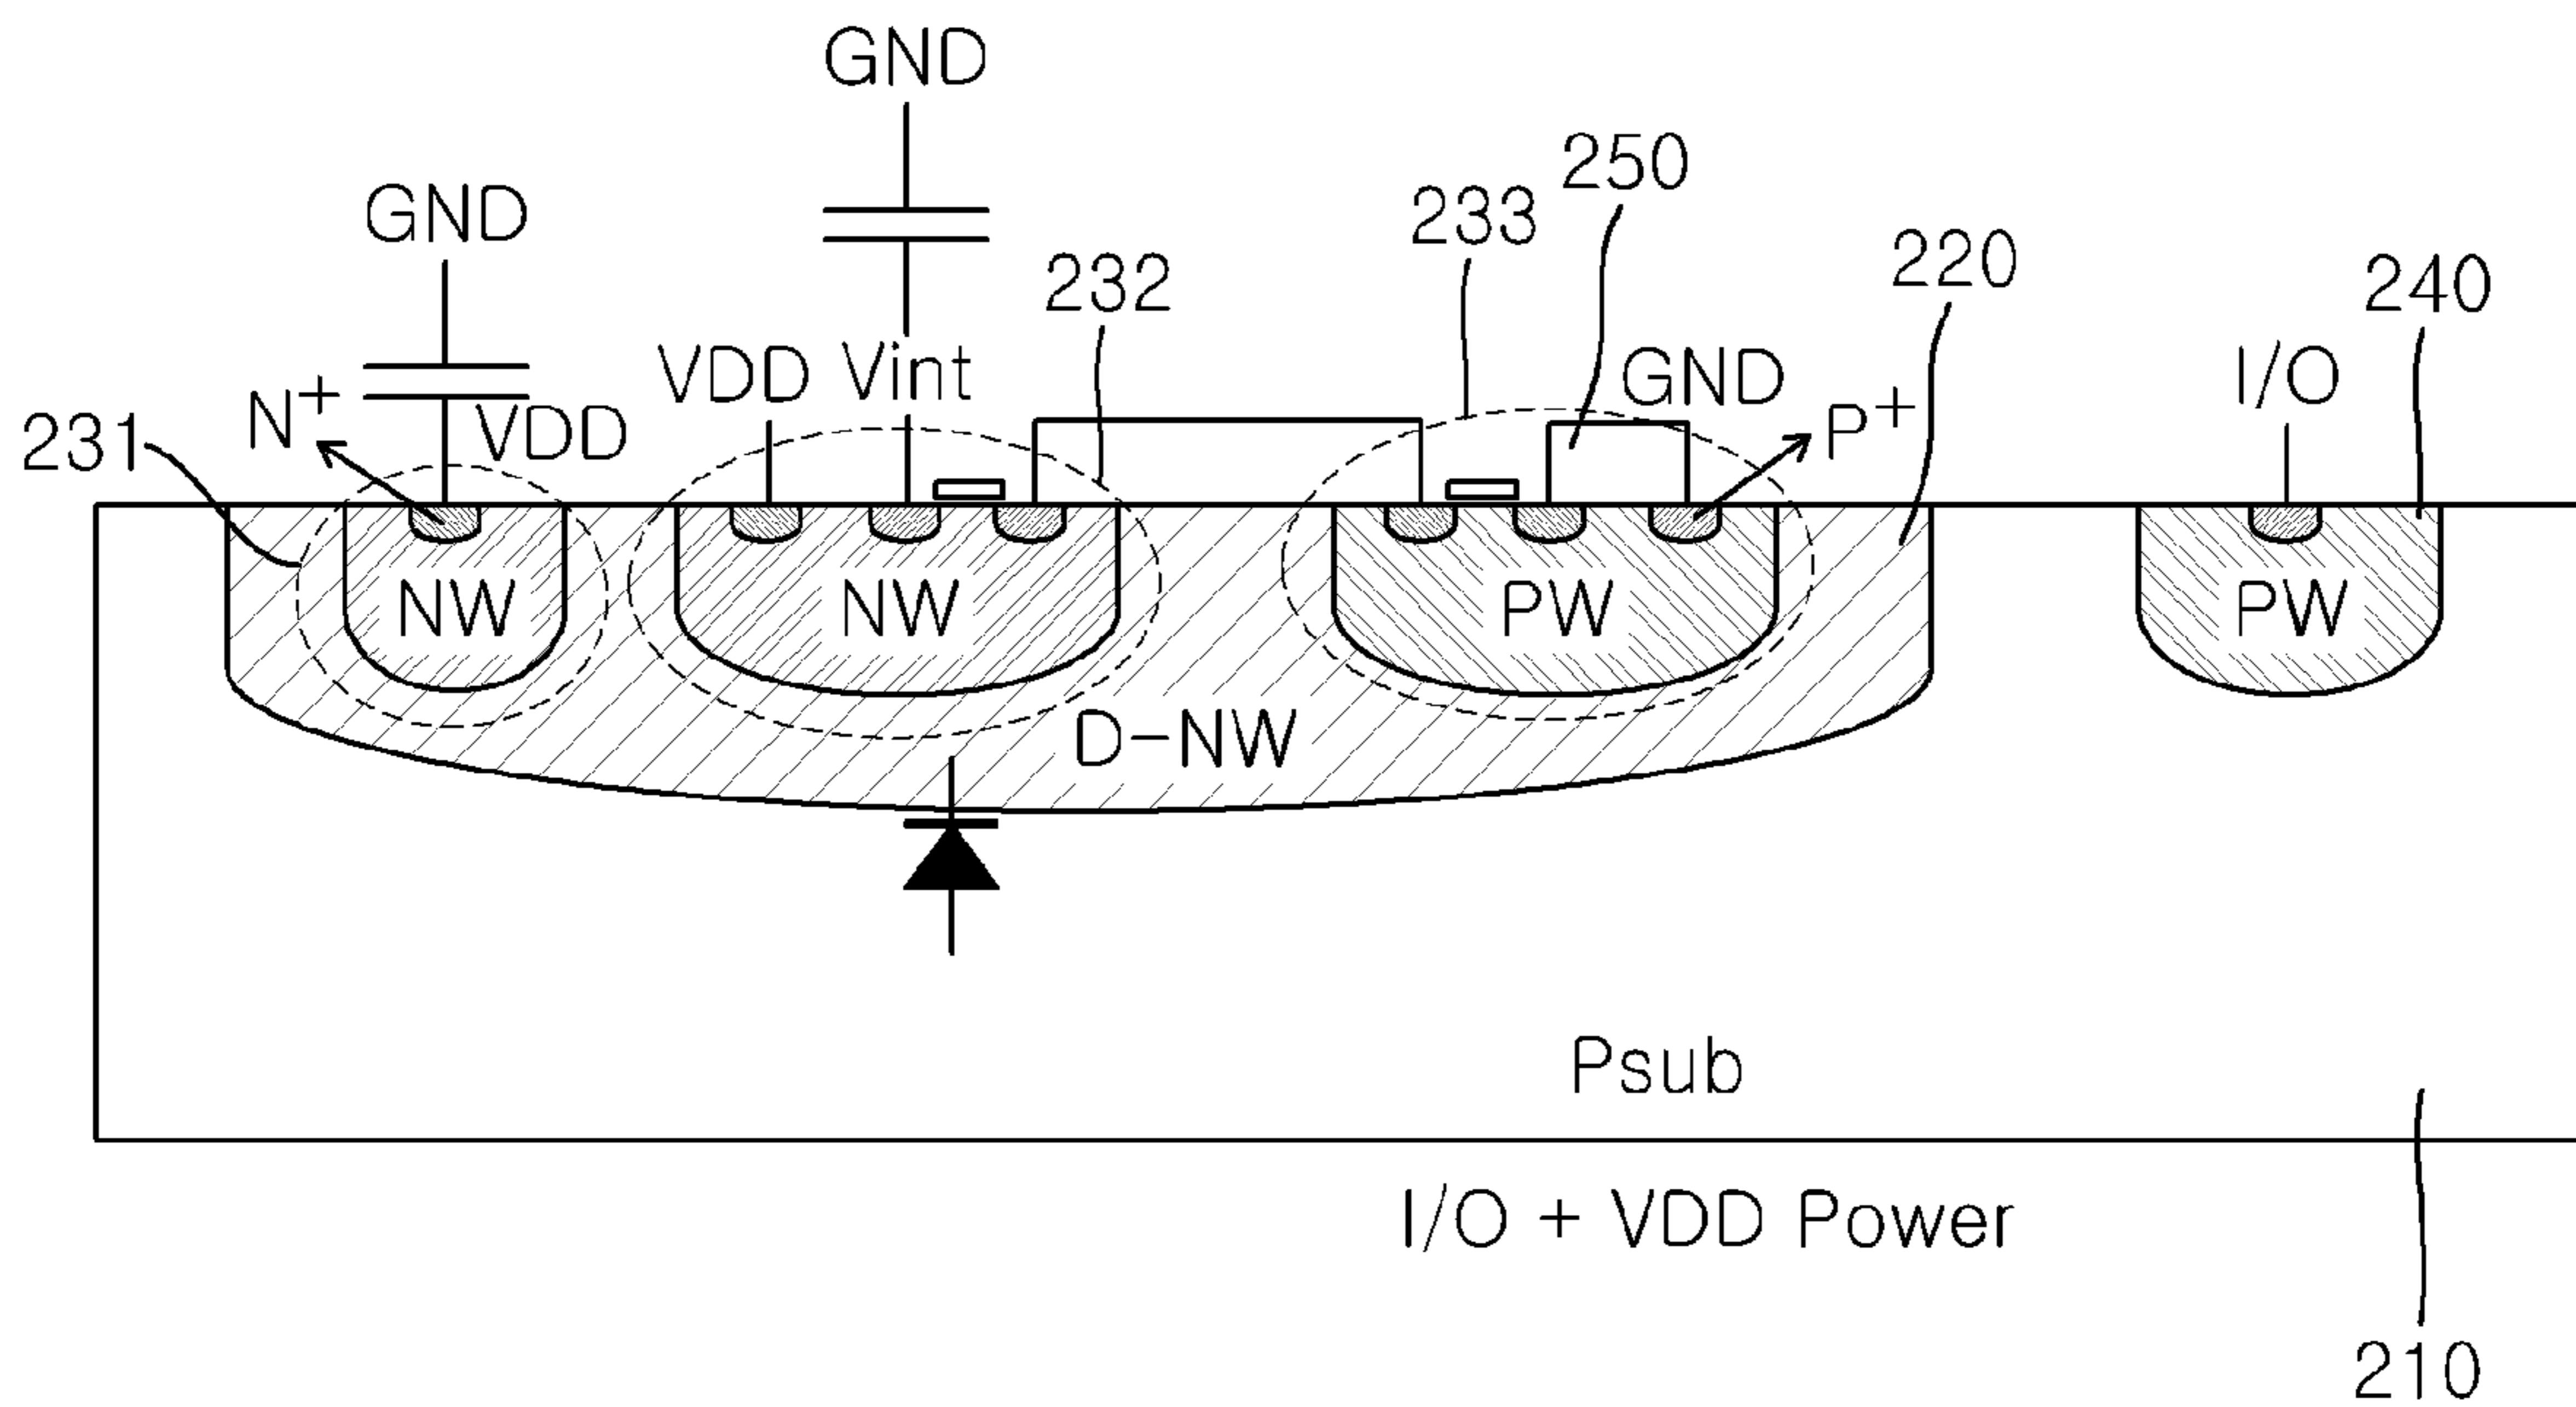 GND
250
GND
233
220
232
240
VDD
Vint
GND
I/O
N+
VDD
P+
231
NW
NW
PW
PW
D-NW
Psub
I/O + VDD Power
210